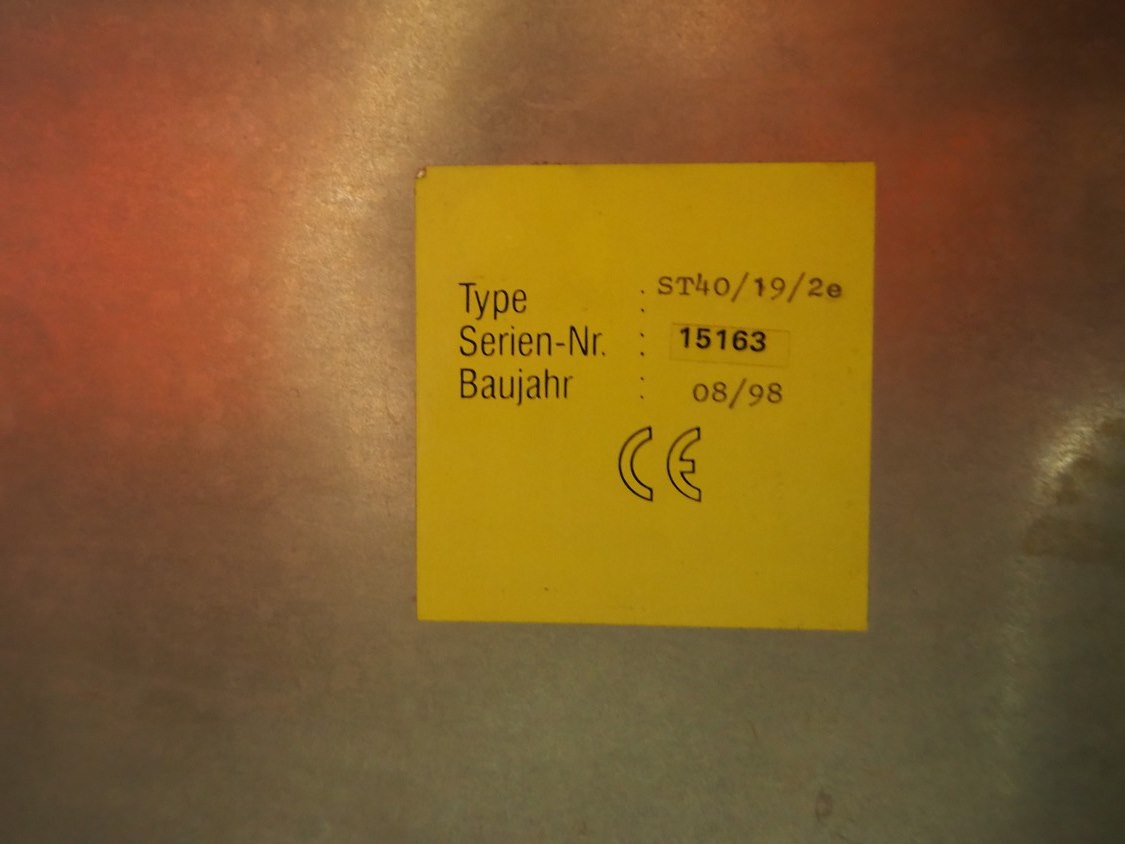 Type : ST40/19/2e
Serien-Nr. : 15163
Baujahr : 08/98
CE